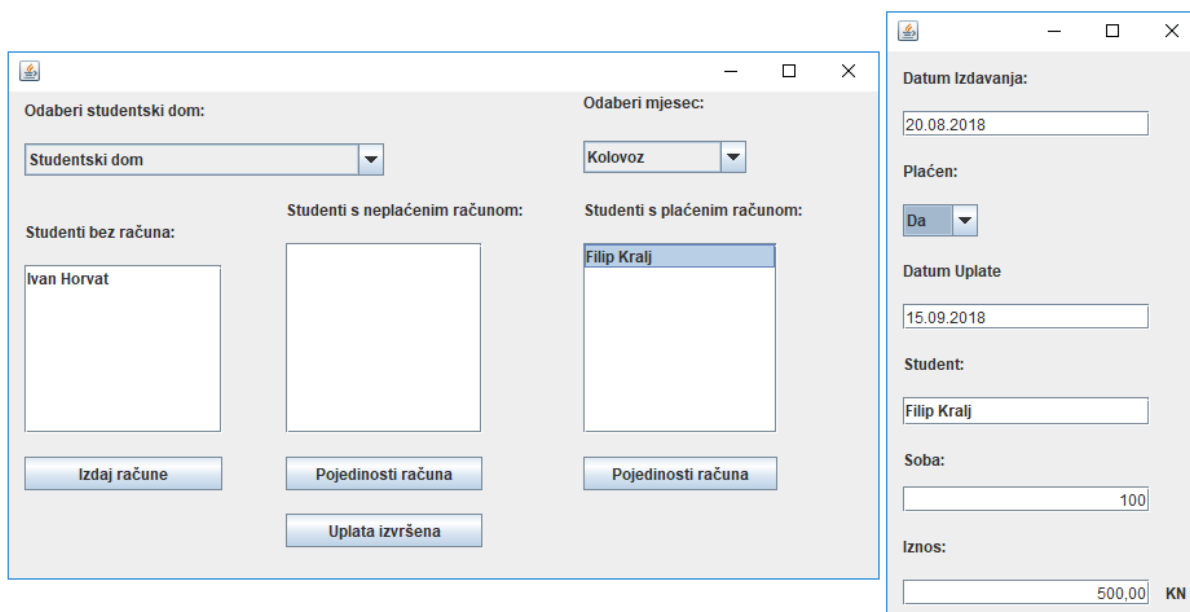 Odaberi studentski dom:
Odaberi mjesec:
Studentski dom
Kolovoz
Studenti bez računa:
Studenti s neplaćenim računom:
Studenti s plaćenim računom:
Ivan Horvat
Filip Kralj
Izdaj račune
Pojedinosti računa
Pojedinosti računa
Uplata izvršena
Datum Izdavanja:
20.08.2018
Plaćen:
Da
Datum Uplate
15.09.2018
Student:
Filip Kralj
Soba:
100
Iznos:
500,00 KN